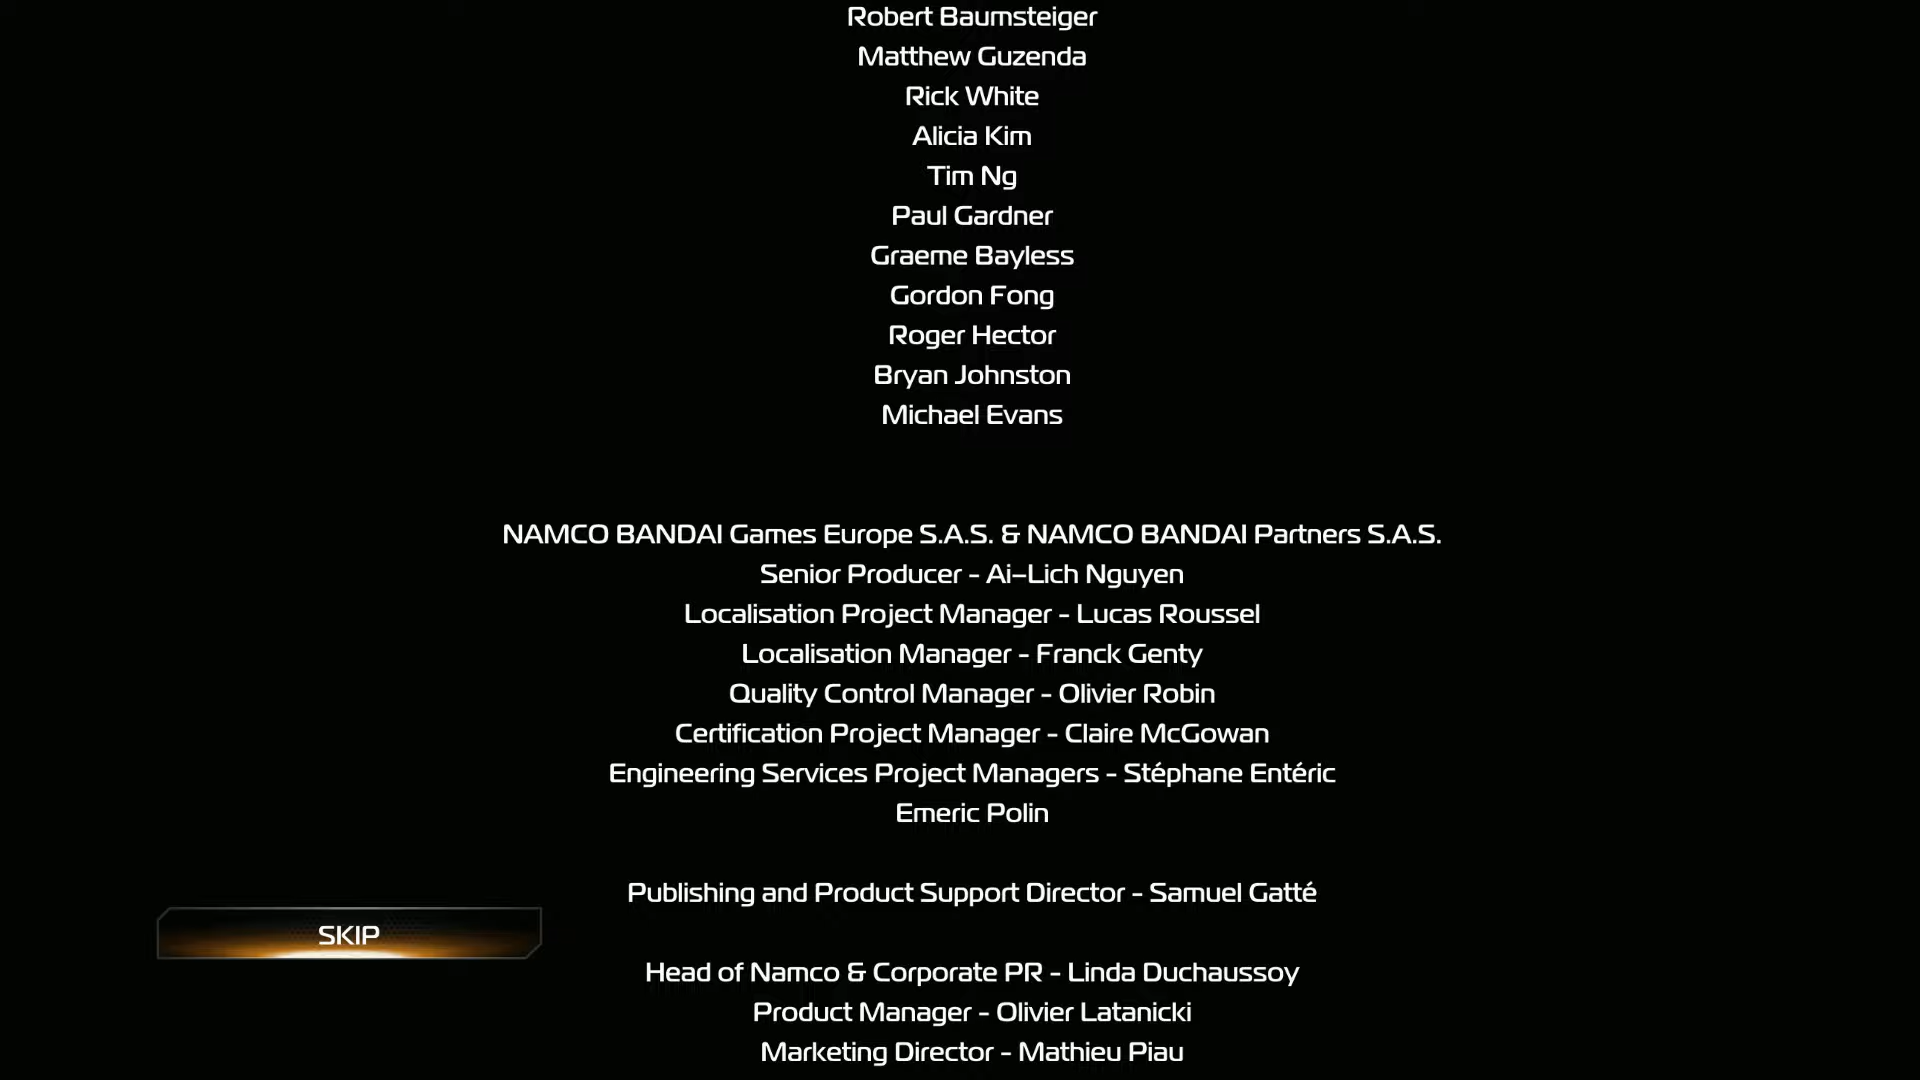 Robert Baumsteiger
Matthew Guzenda
Rick White
Alicia Kim
Tim Ng
Paul Gardner
Graeme Bayless
Gordon Fong
Roger Hector
Bryan Johnston
Michael Evans
NAMCO BANDAI Games Europe S.A.S. & NAMCO BANDAI Partners S.A.S.
Senior Producer - Ai-Lich Nguyen
Localisation Project Manager - Lucas Roussel
Localisation Manager - Franck Genty
Quality Control Manager - Olivier Robin
Certification Project Manager - Claire McGowan
Engineering Services Project Managers - Stéphane Entéric
Emeric Polin
Publishing and Product Support Director - Samuel Gatté
SKIP
Head of Namco & Corporate PR - Linda Duchaussoy
Product Manager - Olivier Latanicki
Marketing Director - Mathieu Piau